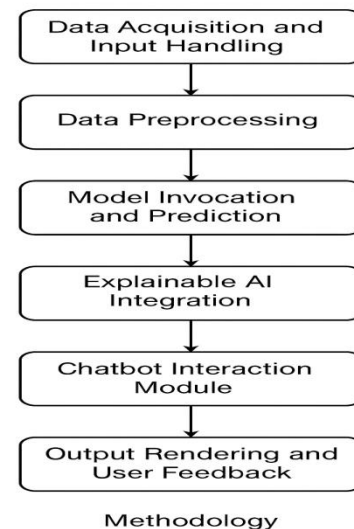 Data Acquisition and
Input Handling
Data Preprocessing
Model Invocation
and Prediction
Explainable AI
Integration
Chatbot Interaction
Module
Output Rendering and
User Feedback
Methodology